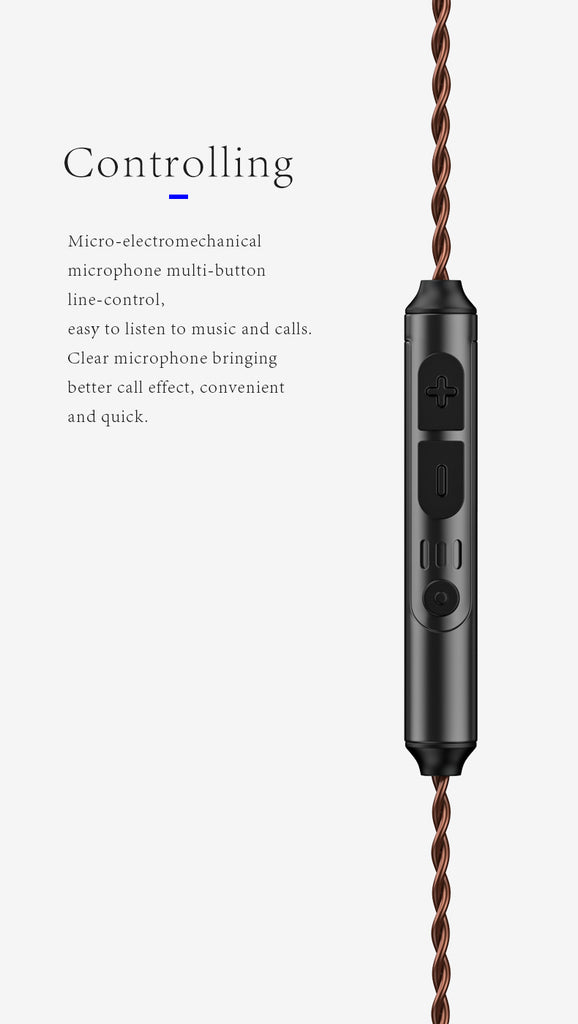 Controlling
Micro-electromechanical
microphone multi-button
line-control,
easy to listen to music and calls.
Clear microphone bringing
better call effect, convenient
and quick.